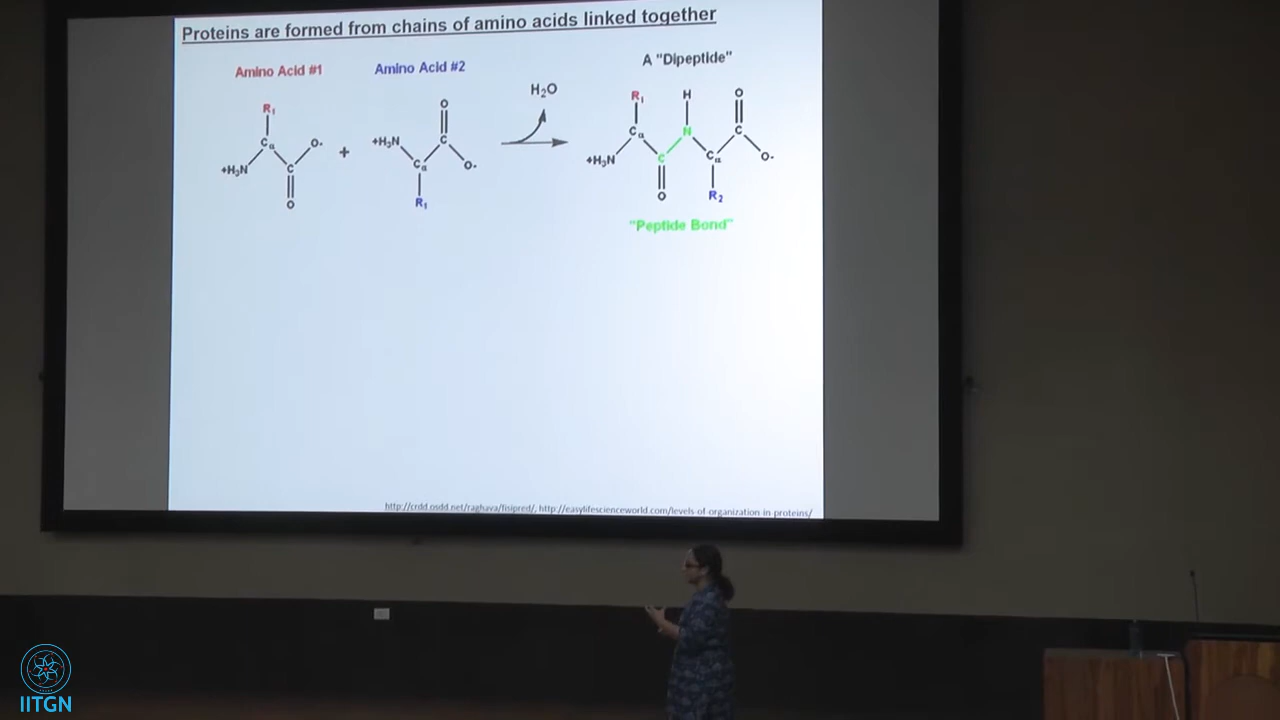 Proteins are formed from chains of amino acids linked together
Amino Acid #1
Amino Acid #2
H₂O
A "Dipeptide"
R₁
Cα
+H₃N
C
O-
O
+
+H₃N
O
C
Cα
O-
R₁
R₁
H
O
Cα
N
C
+H₃N
C
Cα
O-
O
R₂
"Peptide Bond"
http://crdd.osdd.net/raghava/fisipred/, http://easylifescienceworld.com/levels-of-organization-in-proteins/
IITGN